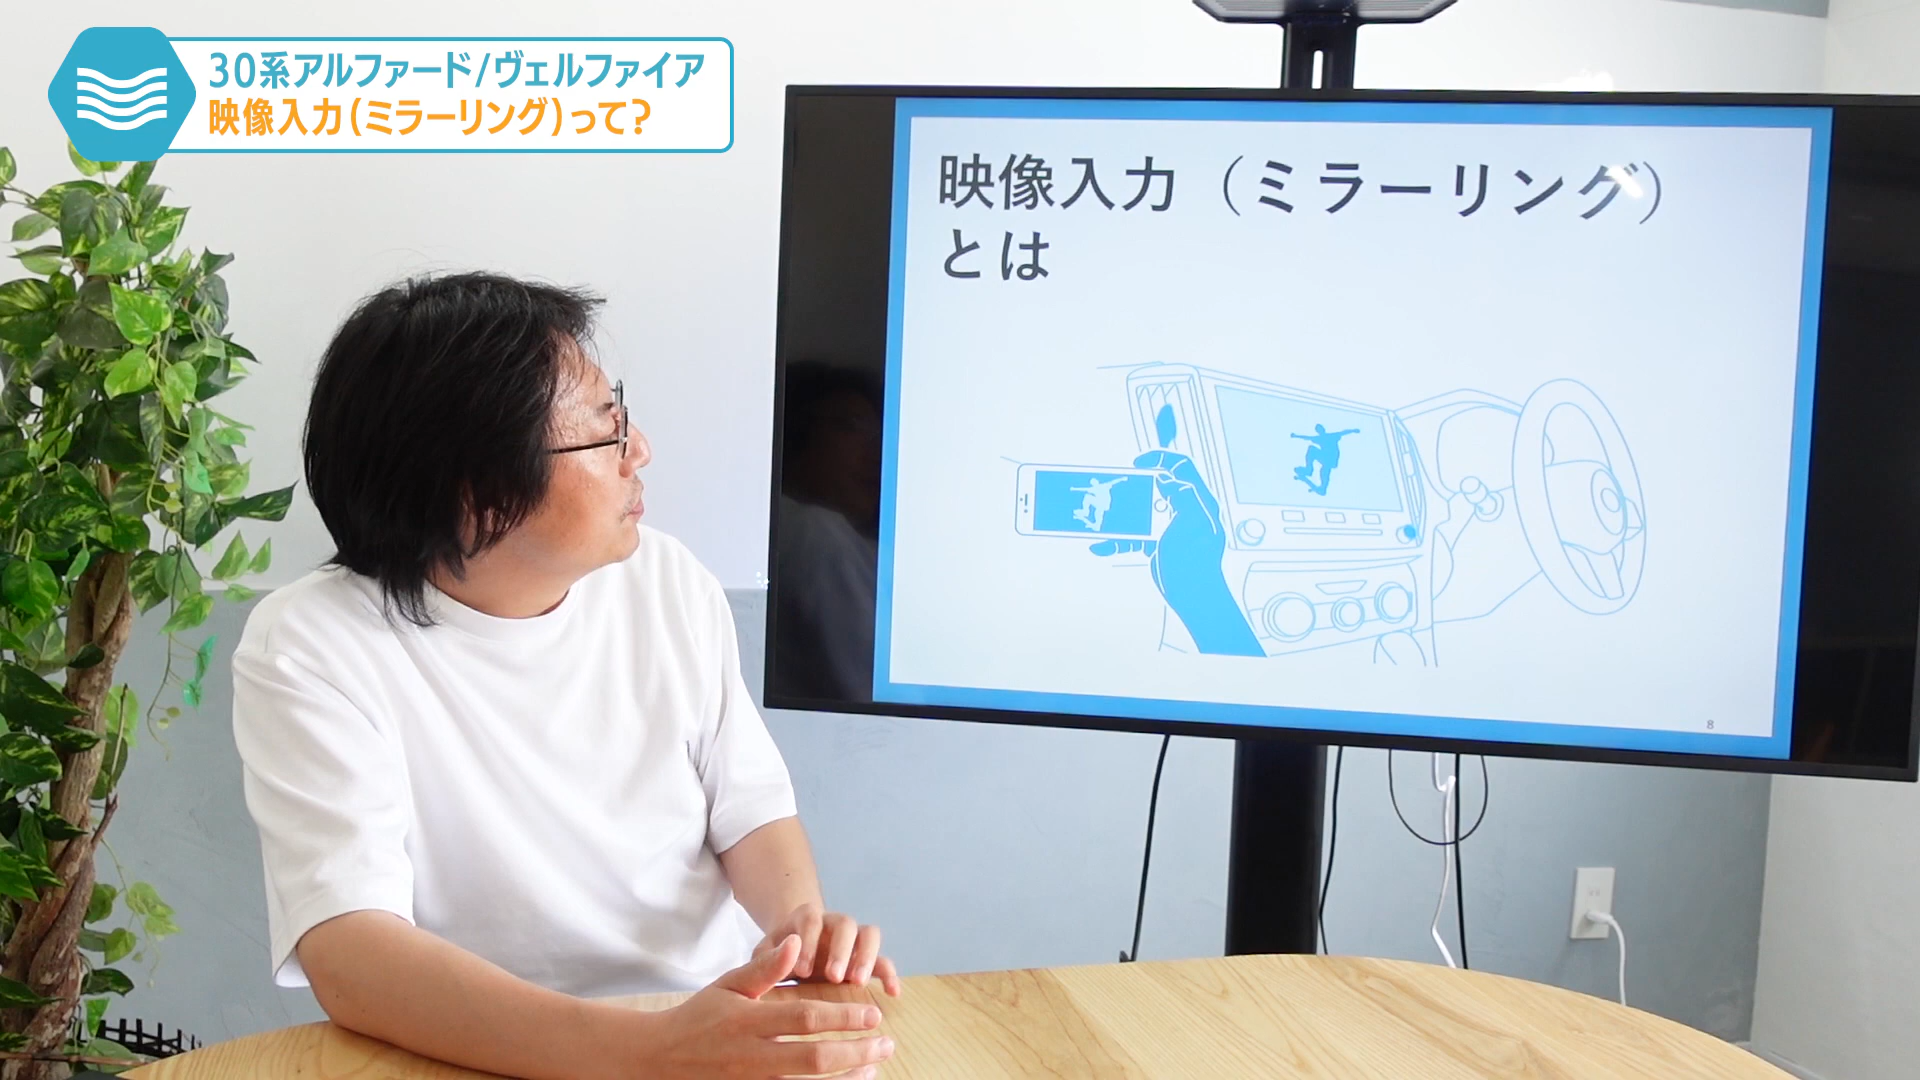 30系アルファード/ヴェルファイア
映像入力(ミラーリング)って?
映像入力（ミラーリング）
とは
8